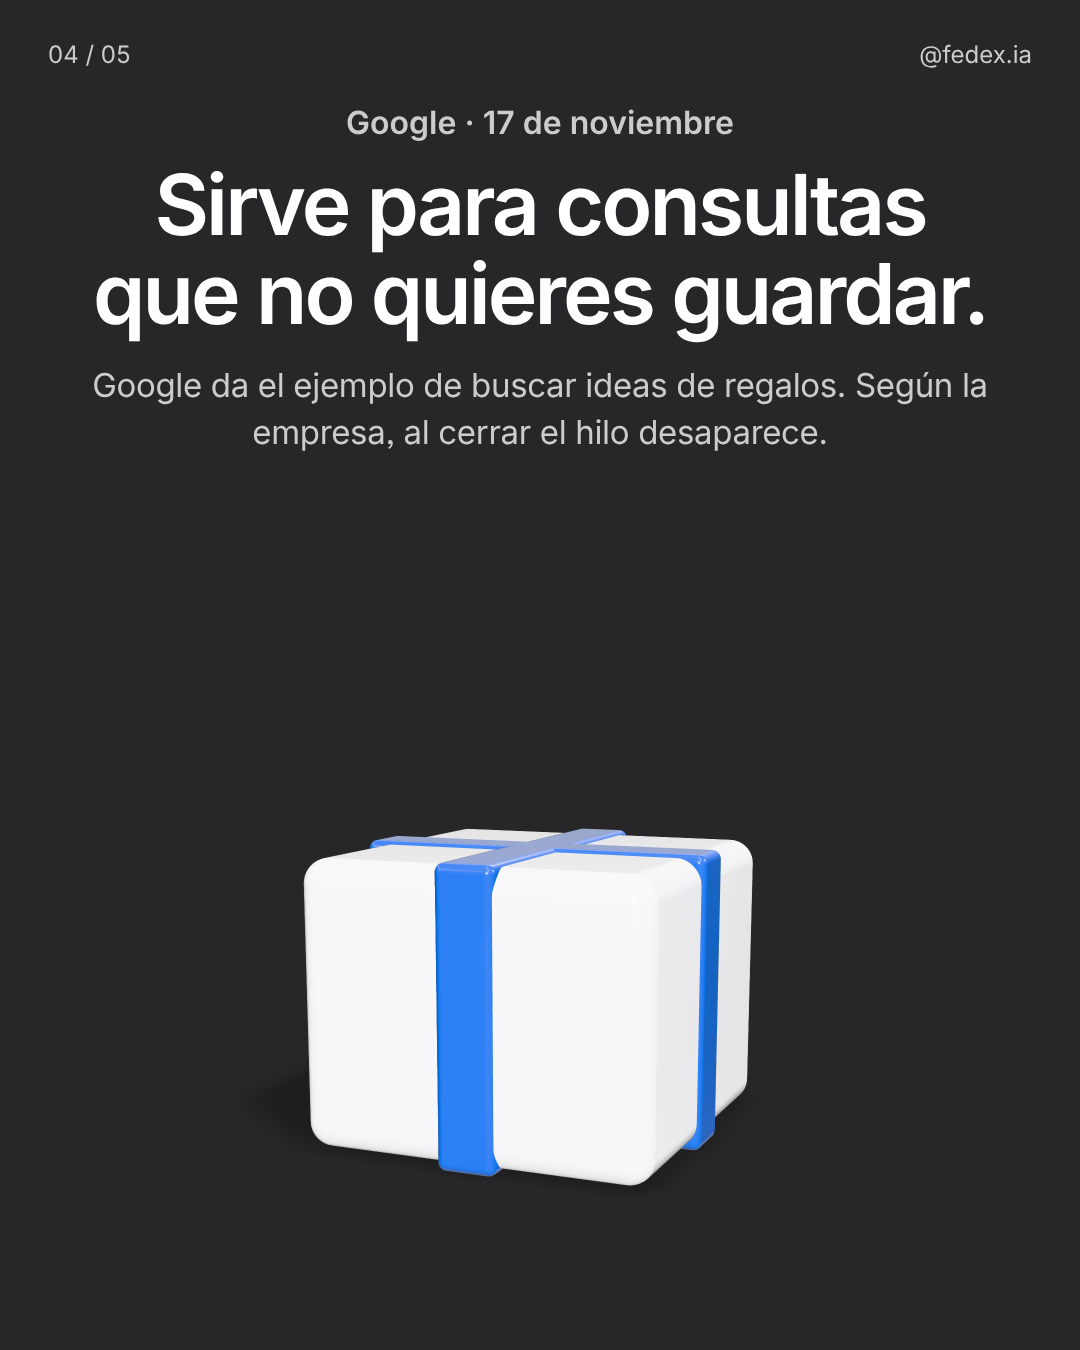 04 / 05
@fedex.ia
Google · 17 de noviembre
Sirve para consultas
que no quieres guardar.
Google da el ejemplo de buscar ideas de regalos. Según la
empresa, al cerrar el hilo desaparece.